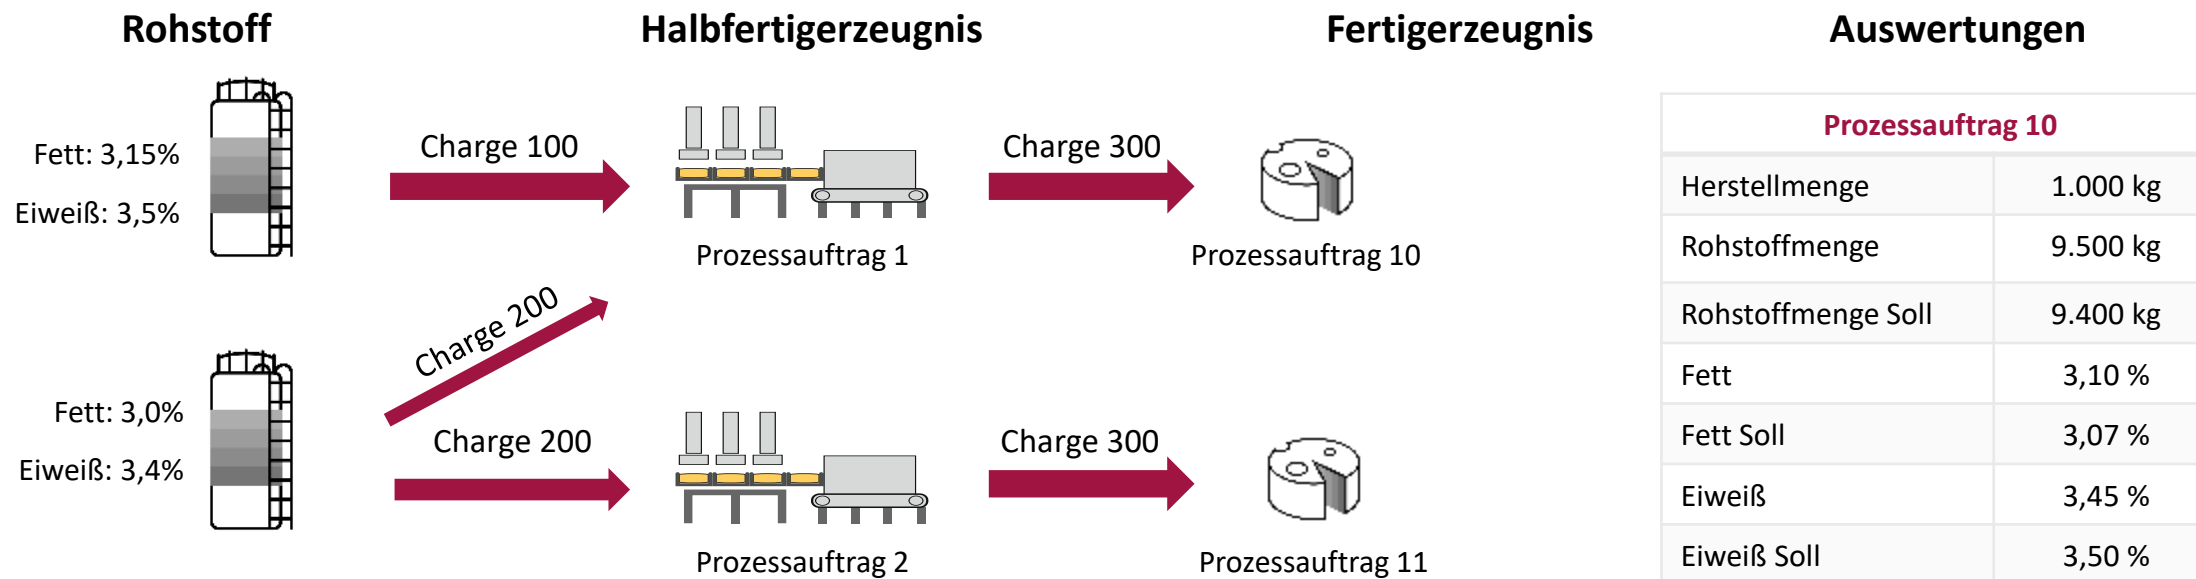 Rohstoff
Halbfertigerzeugnis
Fertigerzeugnis
Auswertungen
Fett: 3,15%
Eiweiß: 3,5%
Charge 100
Prozessauftrag 1
Charge 300
Prozessauftrag 10
Charge 200
Fett: 3,0%
Eiweiß: 3,4%
Charge 200
Prozessauftrag 2
Charge 300
Prozessauftrag 11
Prozessauftrag 10
Herstellmenge 1.000 kg
Rohstoffmenge 9.500 kg
Rohstoffmenge Soll 9.400 kg
Fett 3,10 %
Fett Soll 3,07 %
Eiweiß 3,45 %
Eiweiß Soll 3,50 %